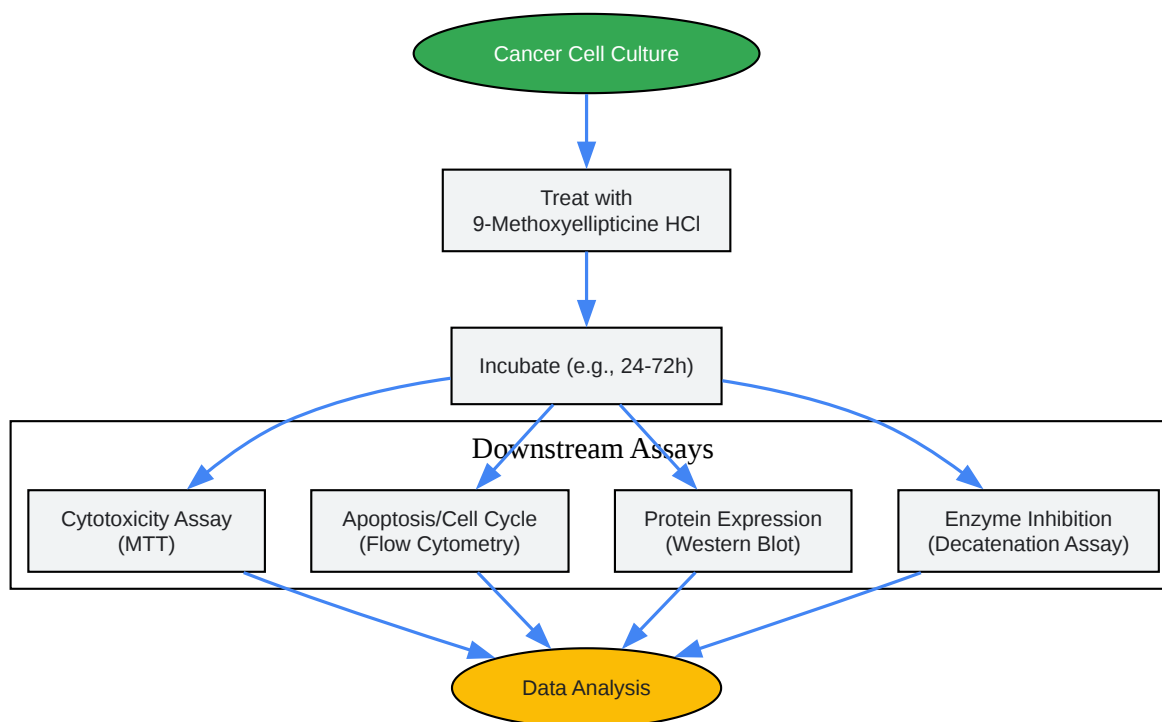 Cancer Cell Culture
Treat with
9-Methoxyellipticine HCl
Incubate (e.g., 24-72h)
Downstream Assays
Cytotoxicity Assay
(MTT)
Apoptosis/Cell Cycle
(Flow Cytometry)
Protein Expression
(Western Blot)
Enzyme Inhibition
(Decatenation Assay)
Data Analysis